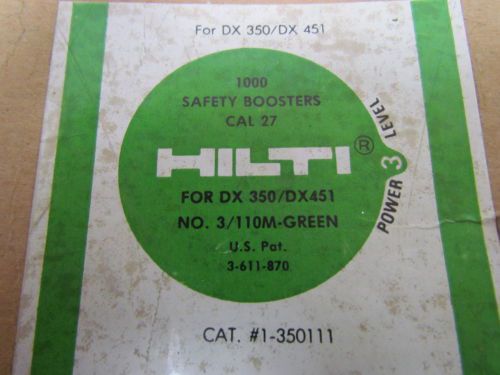 For DX 350/DX 451
1000
SAFETY BOOSTERS
CAL 27
HILTI®
POWER 3 LEVEL
FOR DX 350/DX451
NO. 3/110M-GREEN
U.S. Pat.
3-611-870
CAT. #1-350111